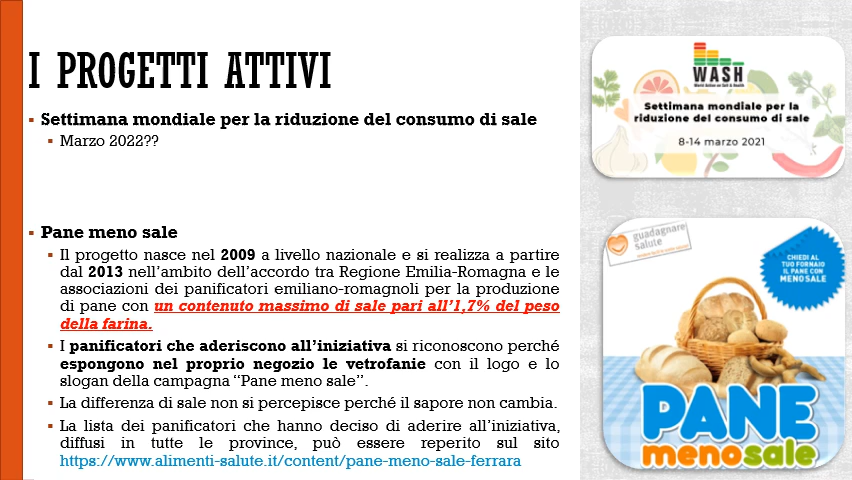 I PROGETTI ATTIVI
Settimana mondiale per la riduzione del consumo di sale
Marzo 2022??
Pane meno sale
Il progetto nasce nel 2009 a livello nazionale e si realizza a partire
dal 2013 nell'ambito dell'accordo tra Regione Emilia-Romagna e le
associazioni dei panificatori emiliano-romagnoli per la produzione
di pane con un contenuto massimo di sale pari all'1,7% del peso
della farina.
I panificatori che aderiscono all'iniziativa si riconoscono perché
espongono nel proprio negozio le vetrofanie con il logo e lo
slogan della campagna “Pane meno sale”.
La differenza di sale non si percepisce perché il sapore non cambia.
La lista dei panificatori che hanno deciso di aderire all'iniziativa,
diffusi in tutte le province, può essere reperito sul sito
https://www.alimenti-salute.it/content/pane-meno-sale-ferrara
WASH
World Action on Salt & Health
Settimana mondiale per la
riduzione del consumo di sale
8-14 marzo 2021
guadagnare
salute
CHIEDI AL
TUO FORNAIO
IL PANE CON
MENOSALE
PANE
menosale